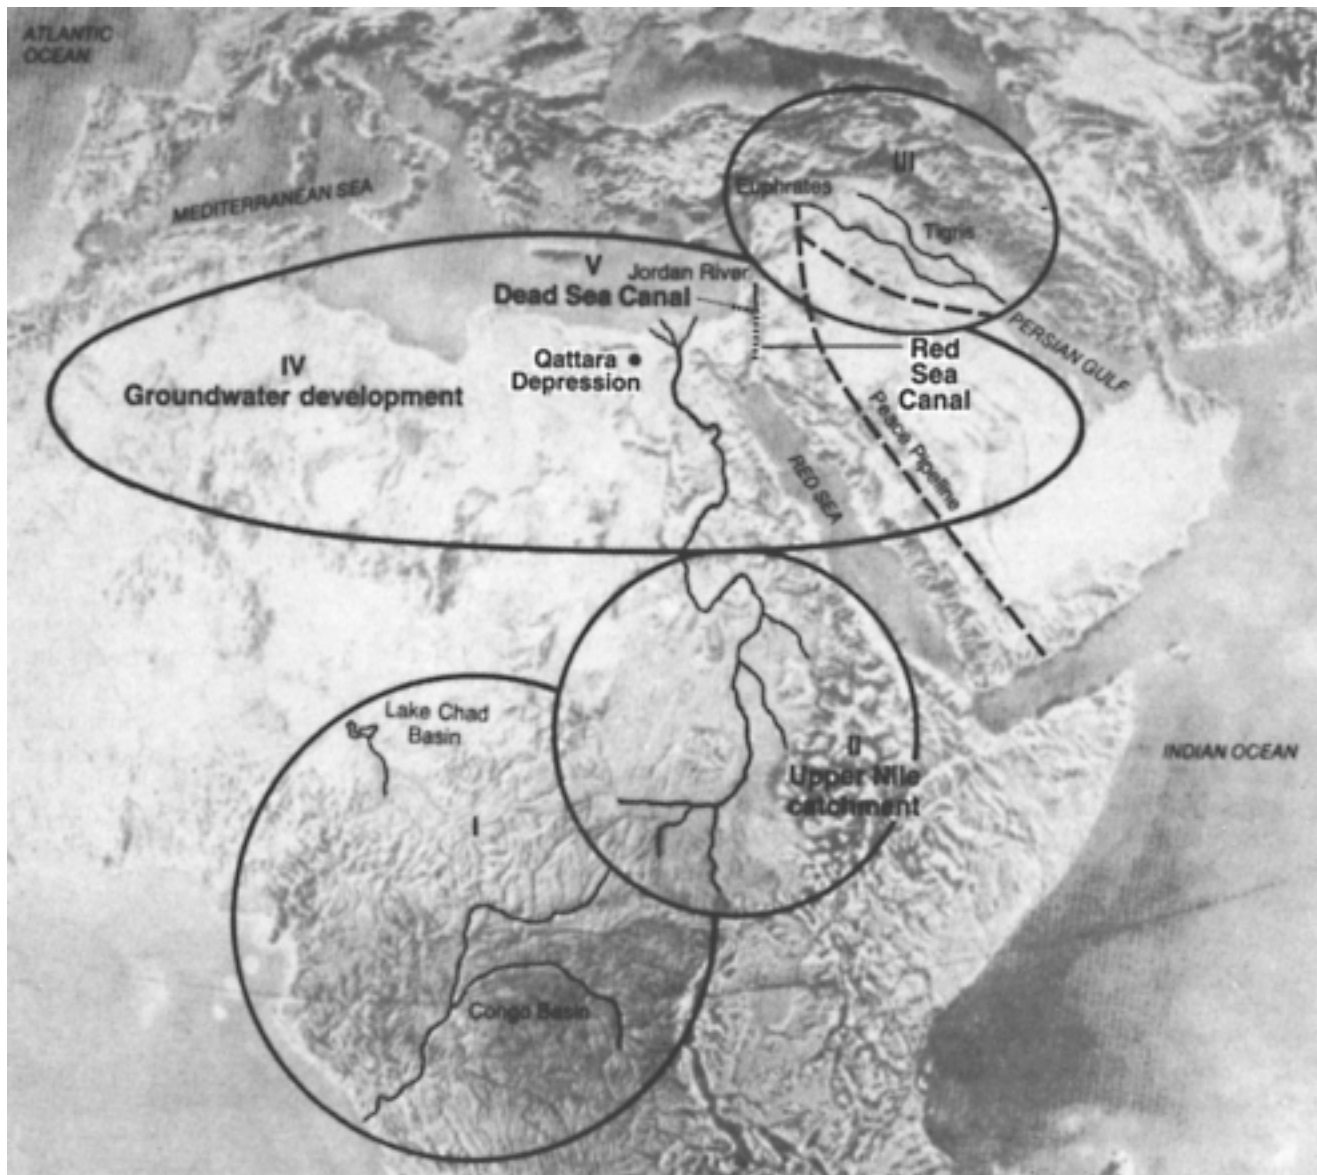 ATLANTIC
OCEAN
MEDITERRANEAN SEA
III
Euphrates
Tigris
V
Jordan River
Dead Sea Canal
PERSIAN GULF
IV
Groundwater development
Qattara
Depression
Red
Sea
Canal
Peace Pipeline
RED SEA
Lake Chad
Basin
II
Upper Nile
catchment
INDIAN OCEAN
I
Congo Basin